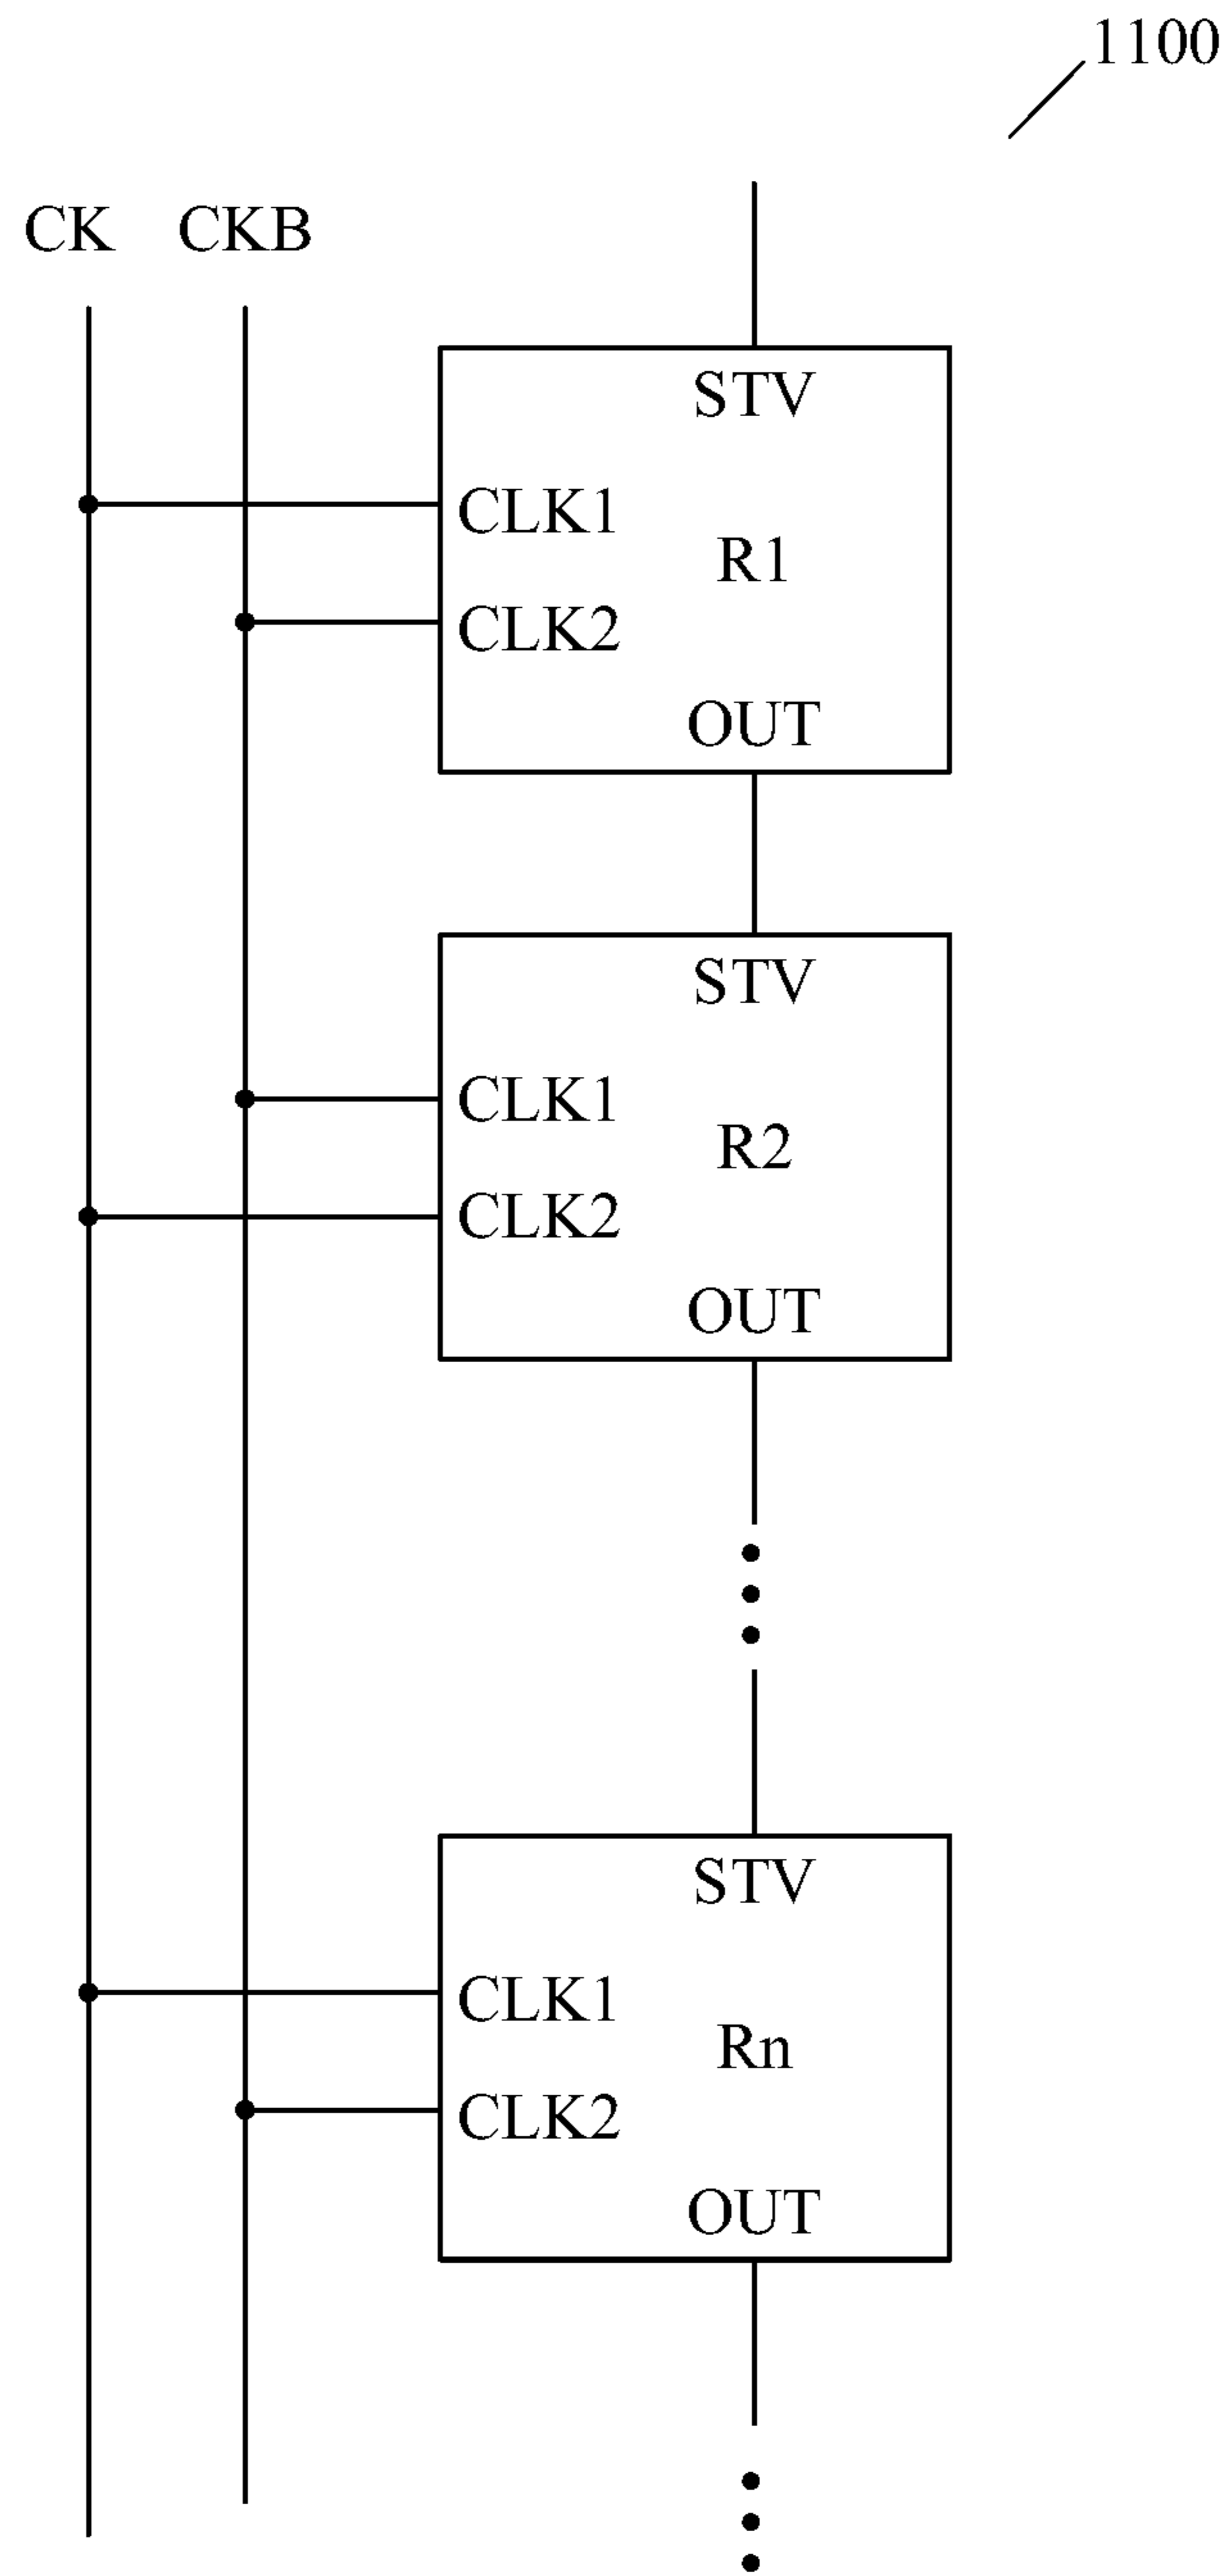 1100
CK CKB
STV
CLK1
R1
CLK2
OUT
STV
CLK1
R2
CLK2
OUT
STV
CLK1
Rn
CLK2
OUT